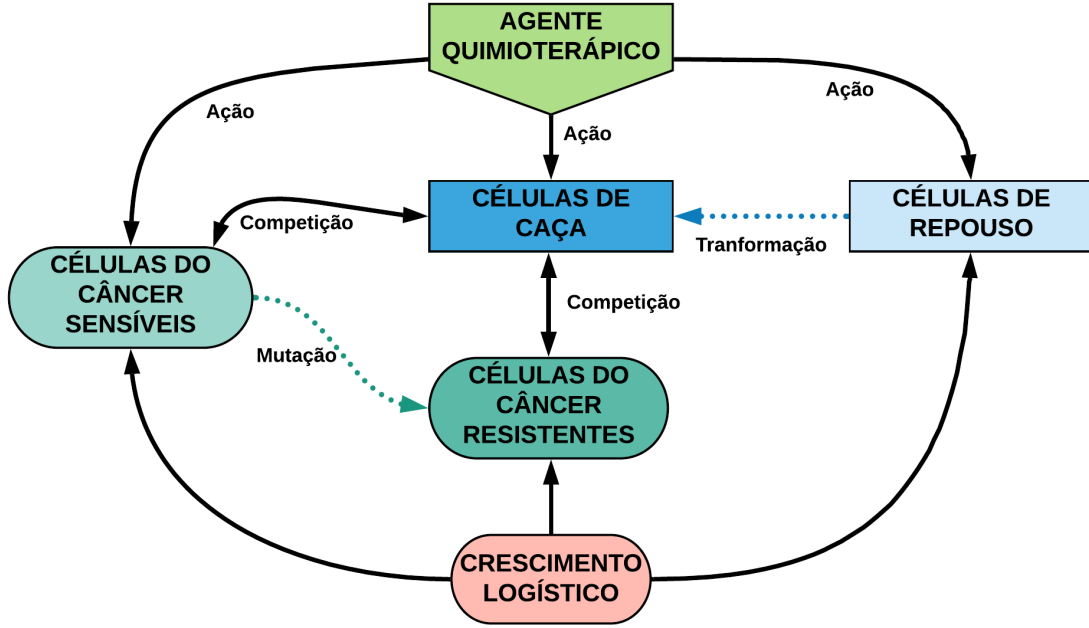 AGENTE
QUIMIOTERÁPICO
Ação
Ação
Ação
CÉLULAS DE
CAÇA
CÉLULAS DE
REPOUSO
Competição
Tranformação
CÉLULAS DO
CÂNCER
SENSÍVEIS
Competição
Mutação
CÉLULAS DO
CÂNCER
RESISTENTES
CRESCIMENTO
LOGÍSTICO